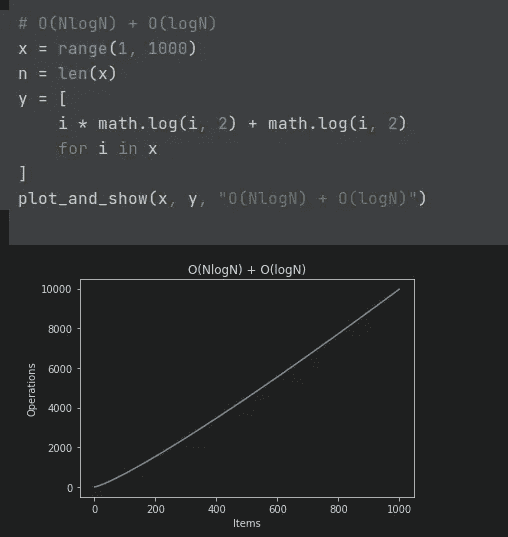 # O(NlogN) + O(logN)
x = range(1, 1000)
n = len(x)
y = [
    i * math.log(i, 2) + math.log(i, 2)
    for i in x
]
plot_and_show(x, y, "O(NlogN) + O(logN)")
O(NlogN) + O(logN)
10000
8000
6000
4000
2000
0
Operations
0 200 400 600 800 1000
Items